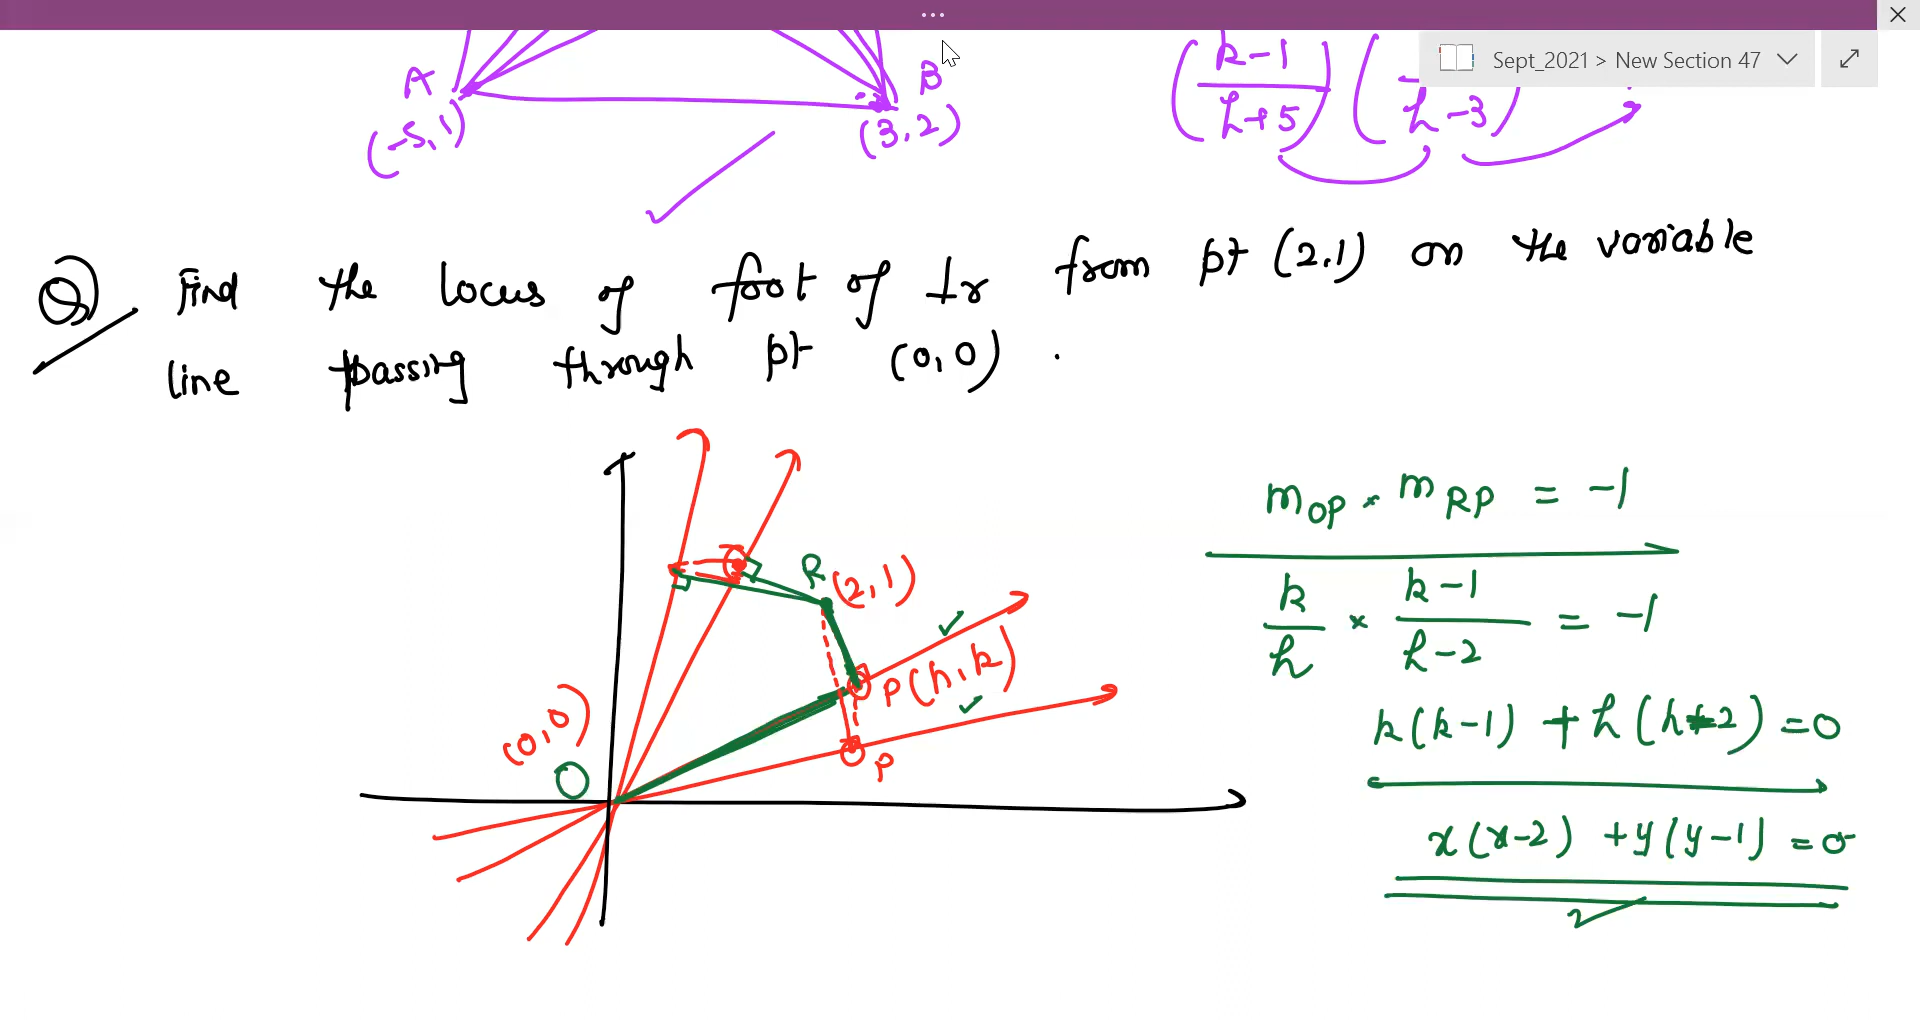 Sept_2021 > New Section 47
A
B
(-5,1)
(3,2)
(k-1/h+5)(/h-3)
Q) Find the locus of foot of ⊥r from pt (2,1) on the variable
line passing through pt (0,0).
R (2,1)
P(h,k)
P
(0,0)
O
m OP × m RP = -1
k/h × k-1/h-2 = -1
k(k-1) + h(h-2) = 0
x(x-2) + y(y-1) = 0